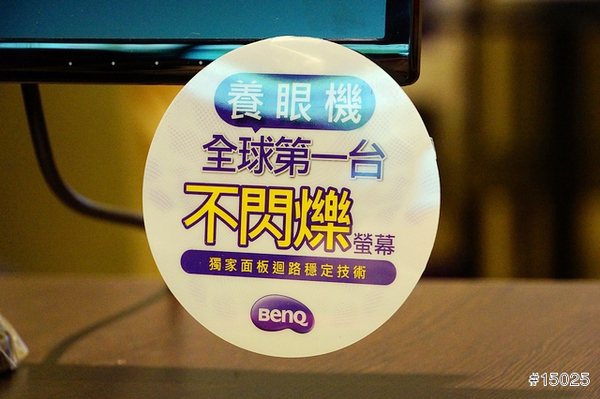 養眼機
全球第一台
不閃爍螢幕
獨家面板迴路穩定技術
BenQ
#15025